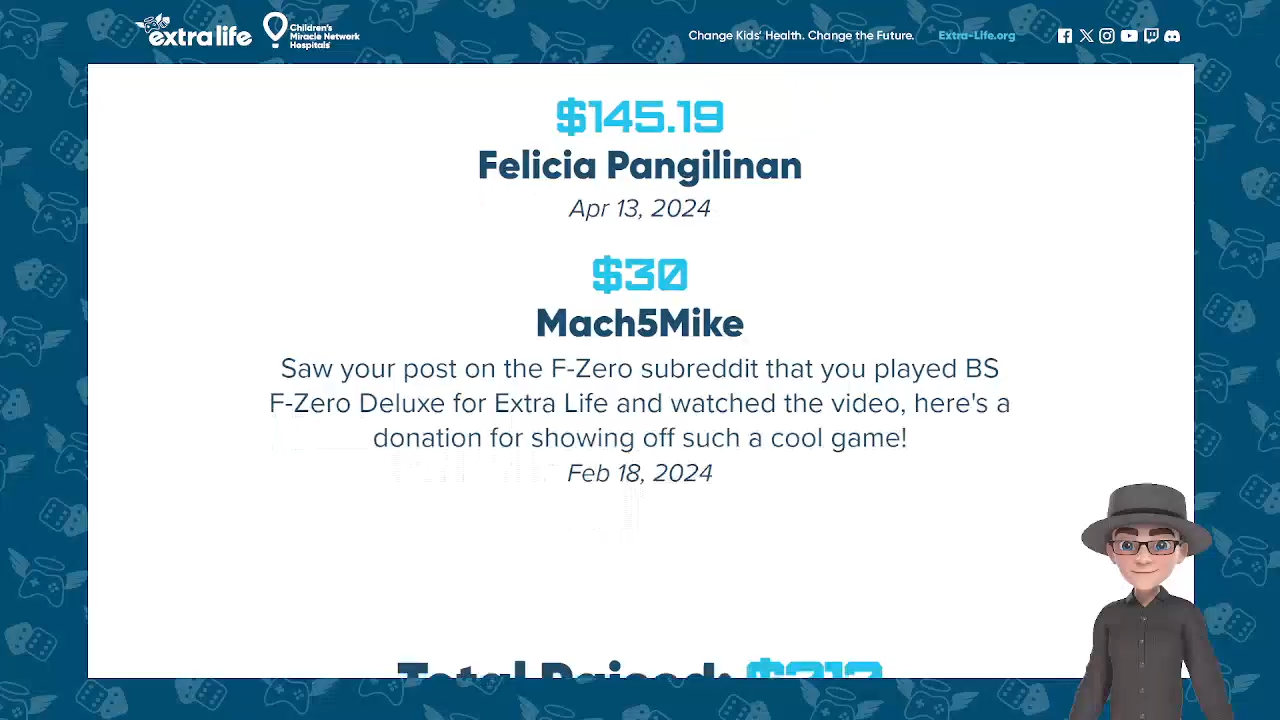 extra life
Children's
Miracle Network
Hospitals
Change Kids' Health. Change the Future.
Extra-Life.org
$145.19
Felicia Pangilinan
Apr 13, 2024
$30
Mach5Mike
Saw your post on the F-Zero subreddit that you played BS
F-Zero Deluxe for Extra Life and watched the video, here's a
donation for showing off such a cool game!
Feb 18, 2024
Total Raised: